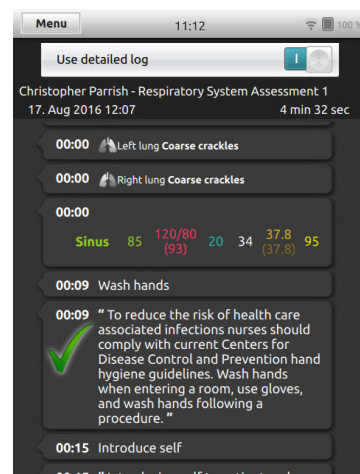 Menu 11:12 100 %
Use detailed log
Christopher Parrish - Respiratory System Assessment 1
17. Aug 2016 12:07 4 min 32 sec
00:00 Left lung Coarse crackles
00:00 Right lung Coarse crackles
00:00
Sinus 85 120/80 (93) 20 34 37.8 (37.8) 95
00:09 Wash hands
00:09 “ To reduce the risk of health care
associated infections nurses should
comply with current Centers for
Disease Control and Prevention hand
hygiene guidelines. Wash hands
when entering a room, use gloves,
and wash hands following a
procedure. ”
00:15 Introduce self